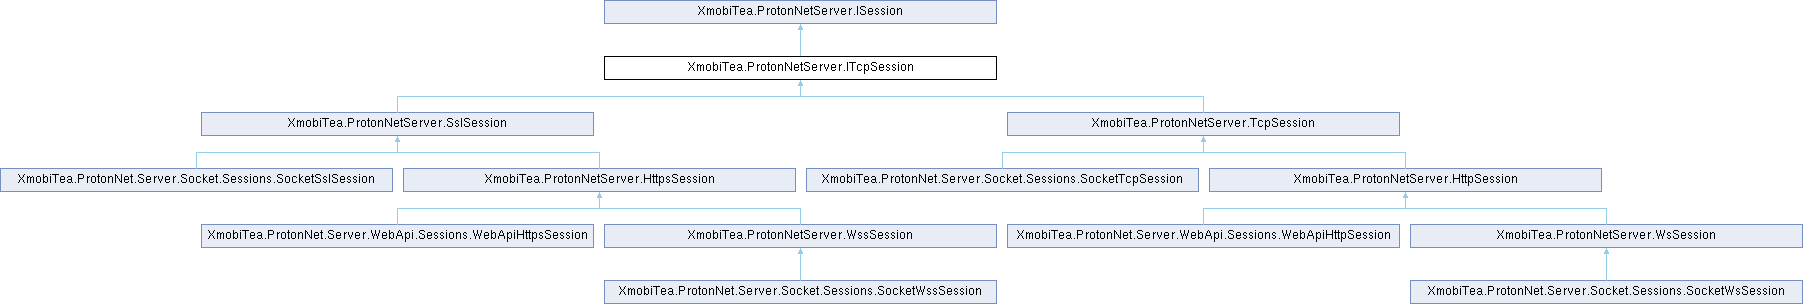 XmobiTea.ProtonNetServer.ISession
XmobiTea.ProtonNetServer.ITcpSession
XmobiTea.ProtonNetServer.SslSession
XmobiTea.ProtonNetServer.TcpSession
XmobiTea.ProtonNet.Server.Socket.Sessions.SocketSslSession
XmobiTea.ProtonNetServer.HttpsSession
XmobiTea.ProtonNet.Server.Socket.Sessions.SocketTcpSession
XmobiTea.ProtonNetServer.HttpSession
XmobiTea.ProtonNet.Server.WebApi.Sessions.WebApiHttpsSession
XmobiTea.ProtonNetServer.WssSession
XmobiTea.ProtonNet.Server.WebApi.Sessions.WebApiHttpSession
XmobiTea.ProtonNetServer.WsSession
XmobiTea.ProtonNet.Server.Socket.Sessions.SocketWssSession
XmobiTea.ProtonNet.Server.Socket.Sessions.SocketWsSession